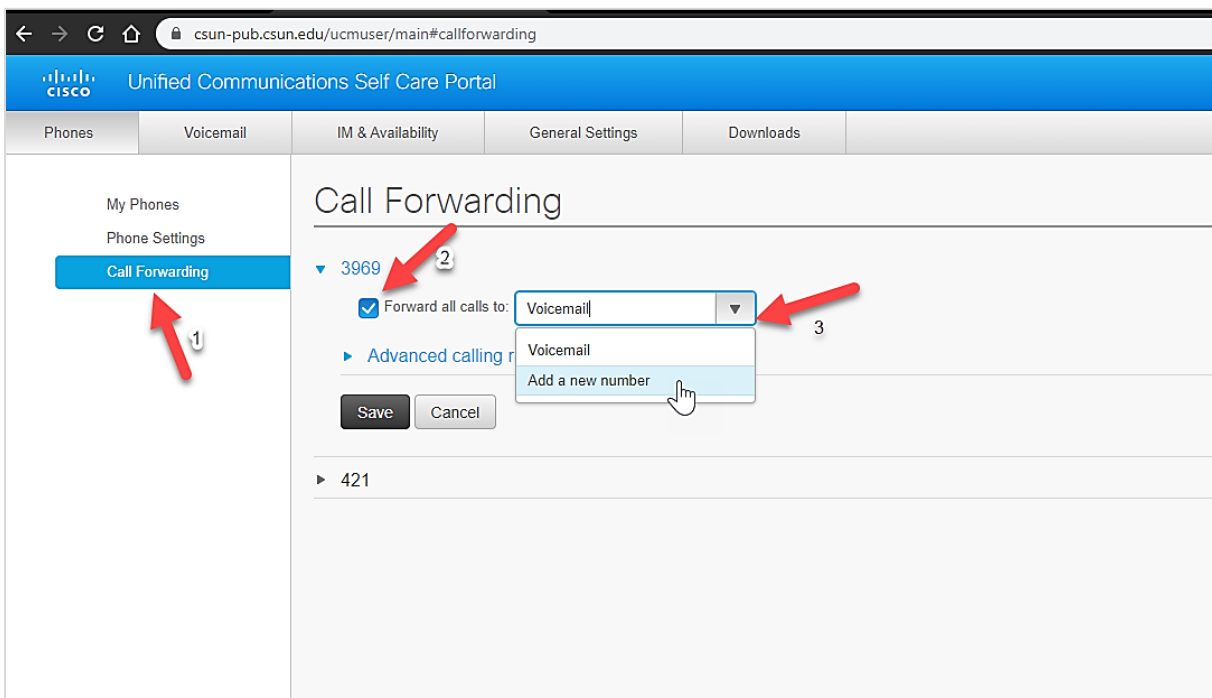 csun-pub.csun.edu/ucmuser/main#callforwarding
CISCO
Unified Communications Self Care Portal
Phones Voicemail IM & Availability General Settings Downloads
My Phones
Phone Settings
Call Forwarding
1
Call Forwarding
3969
2
Forward all calls to: Voicemail
3
Voicemail
Advanced calling r
Add a new number
Save Cancel
421